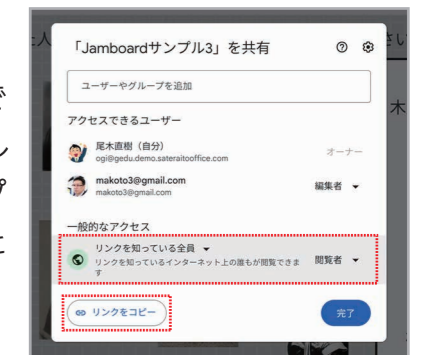 「Jamboardサンプル3」を共有
ユーザーやグループを追加
アクセスできるユーザー
尾木直樹（自分）
ogi@gedu.demo.sateraitooffice.com
オーナー
makoto3@gmail.com
makoto3@gmail.com
編集者
一般的なアクセス
リンクを知っている全員
リンクを知っているインターネット上の誰もが閲覧できま
す
閲覧者
リンクをコピー
完了